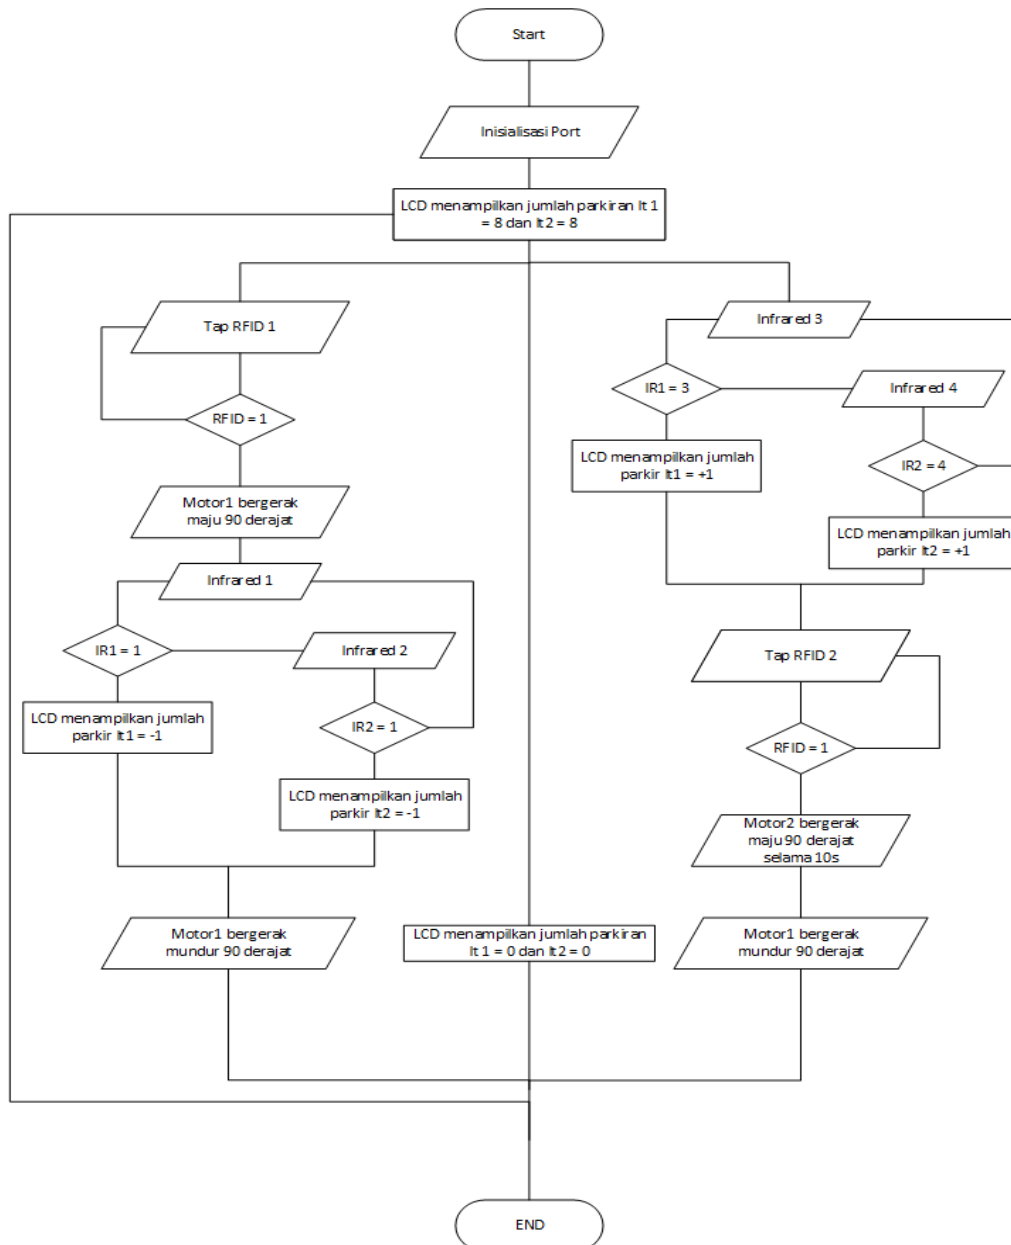 Start
Inisialisasi Port
LCD menampilkan jumlah parkiran lt 1
= 8 dan lt2 = 8
Tap RFID 1
RFID = 1
Motor1 bergerak
maju 90 derajat
Infrared 1
IR1 = 1
Infrared 2
LCD menampilkan jumlah
parkir lt1 = -1
IR2 = 1
LCD menampilkan jumlah
parkir lt2 = -1
Motor1 bergerak
mundur 90 derajat
LCD menampilkan jumlah parkiran
lt 1 = 0 dan lt2 = 0
Infrared 3
IR1 = 3
Infrared 4
LCD menampilkan jumlah
parkir lt1 = +1
IR2 = 4
LCD menampilkan jumlah
parkir lt2 = +1
Tap RFID 2
RFID = 1
Motor2 bergerak
maju 90 derajat
selama 10s
Motor1 bergerak
mundur 90 derajat
END